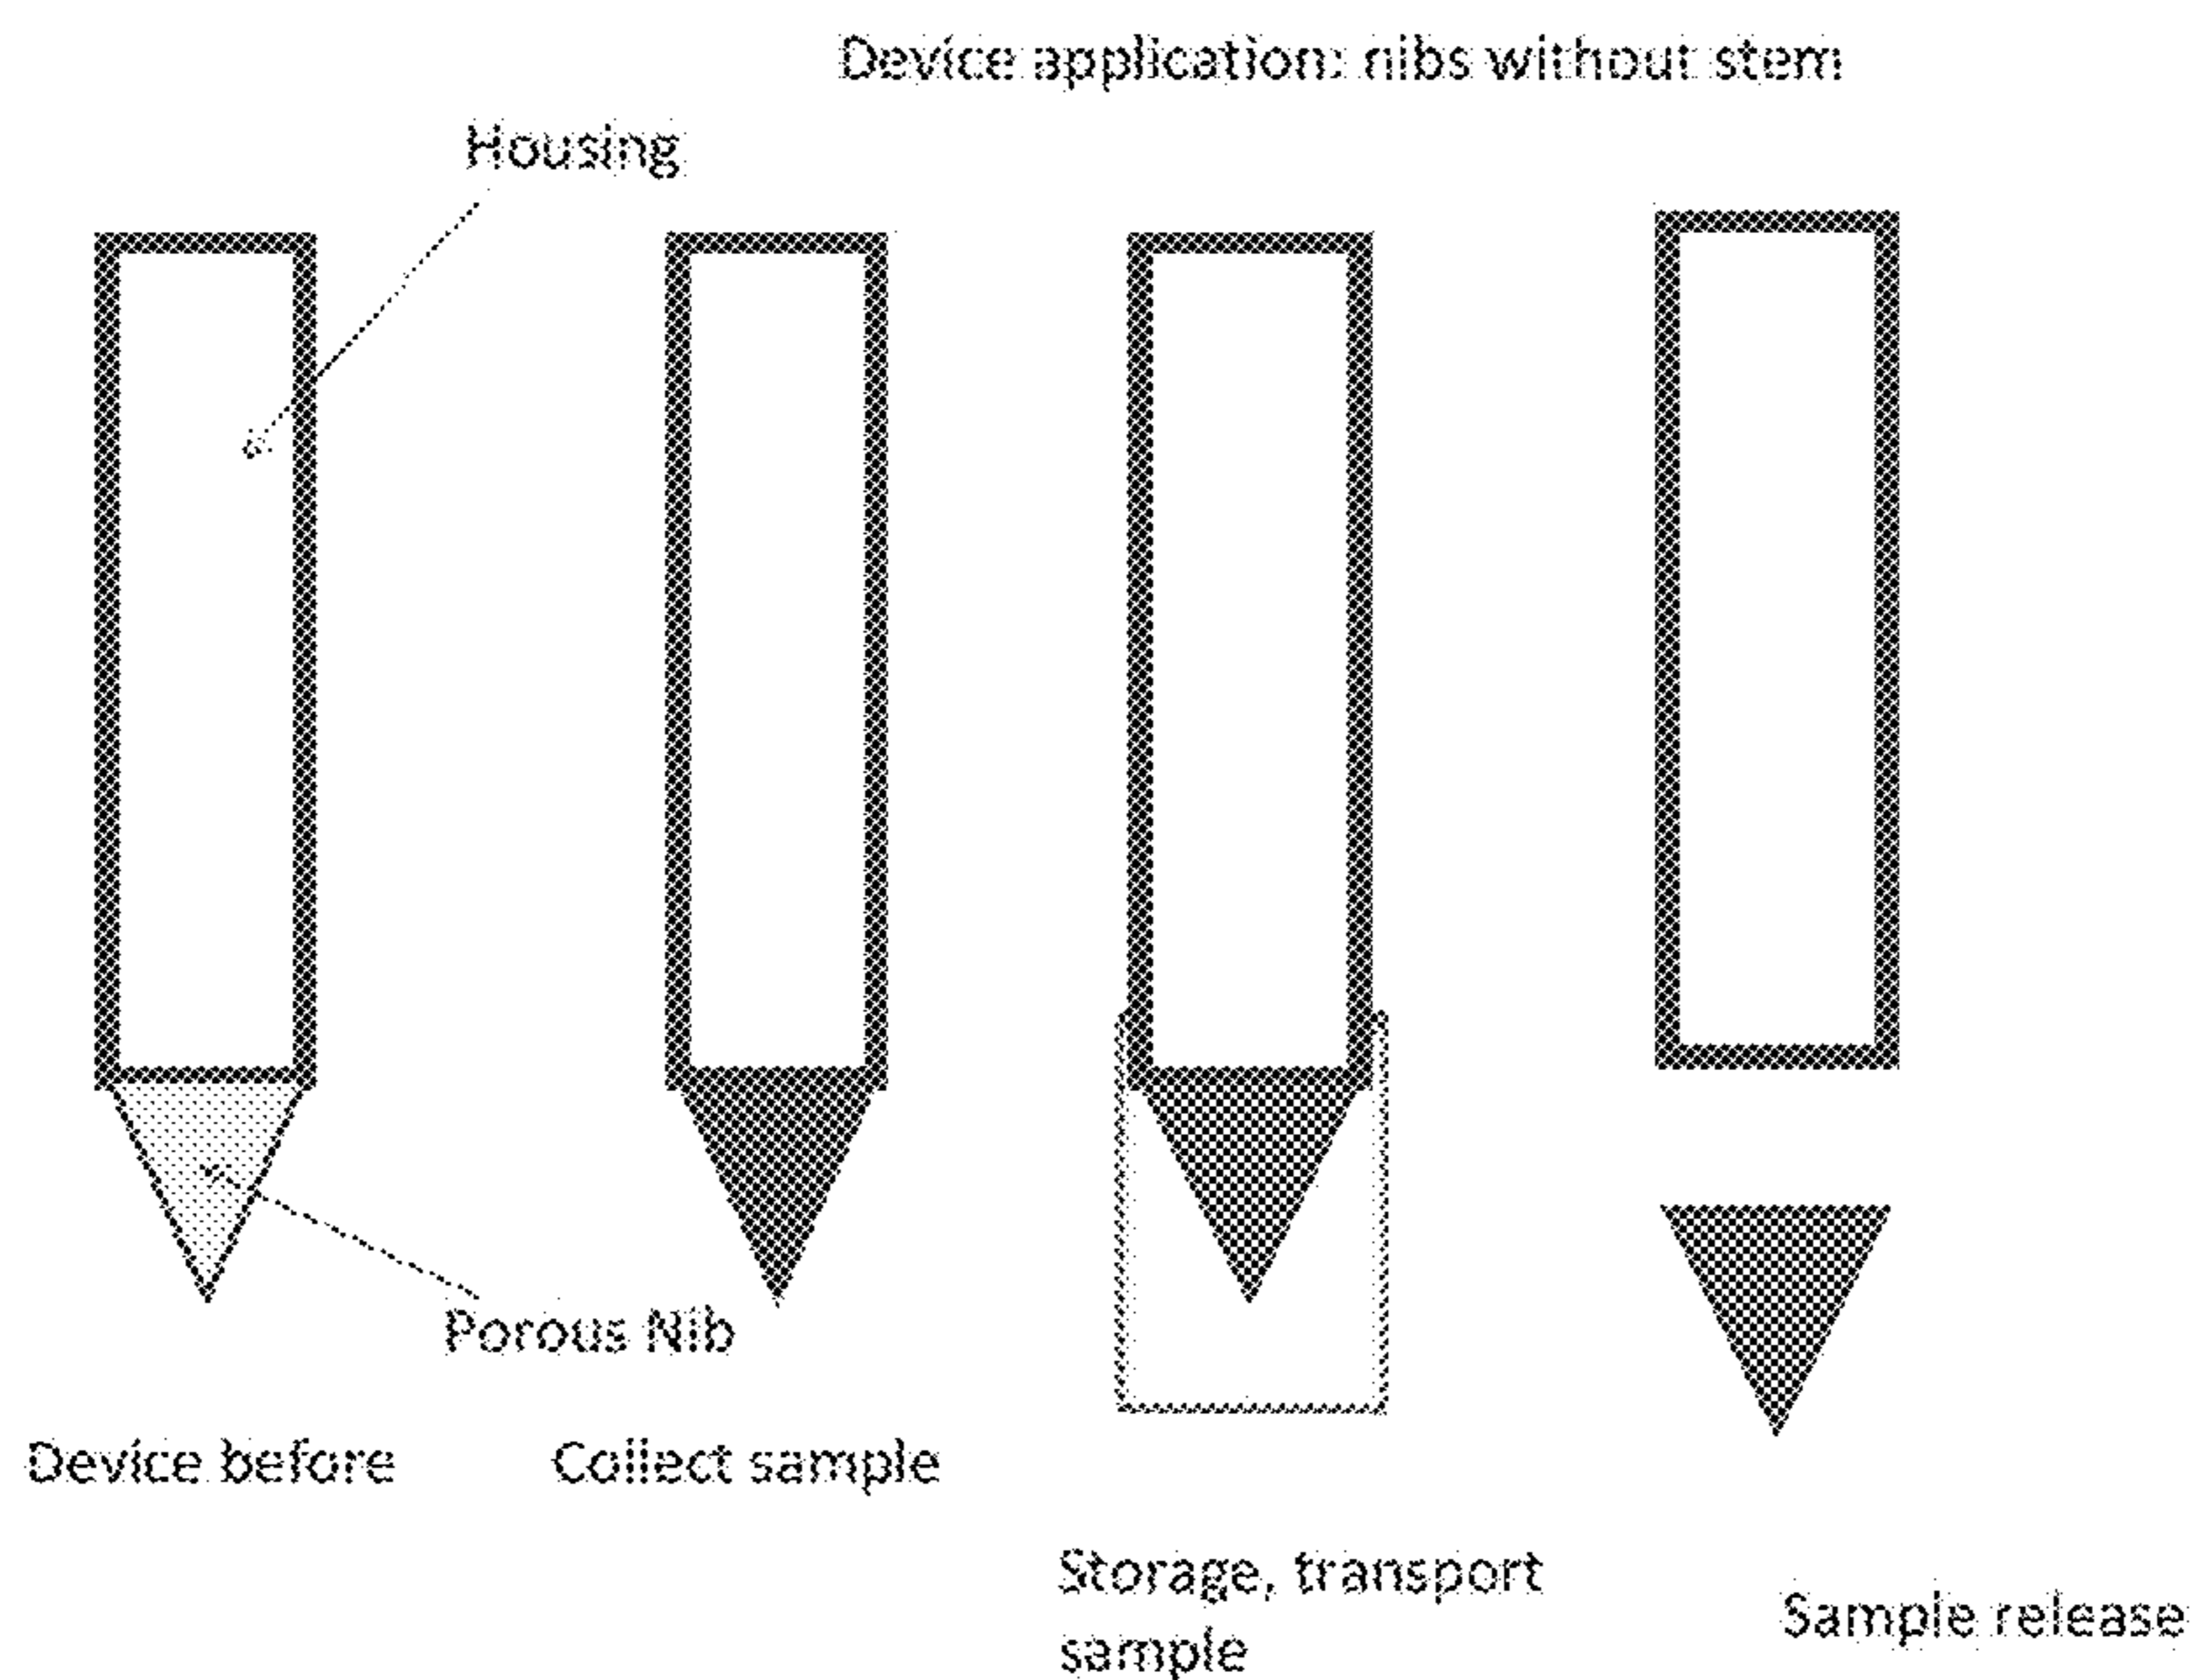 Device application: nibs without stem
Housing
Porous Nib
Device before
Collect sample
Storage, transport
sample
Sample release